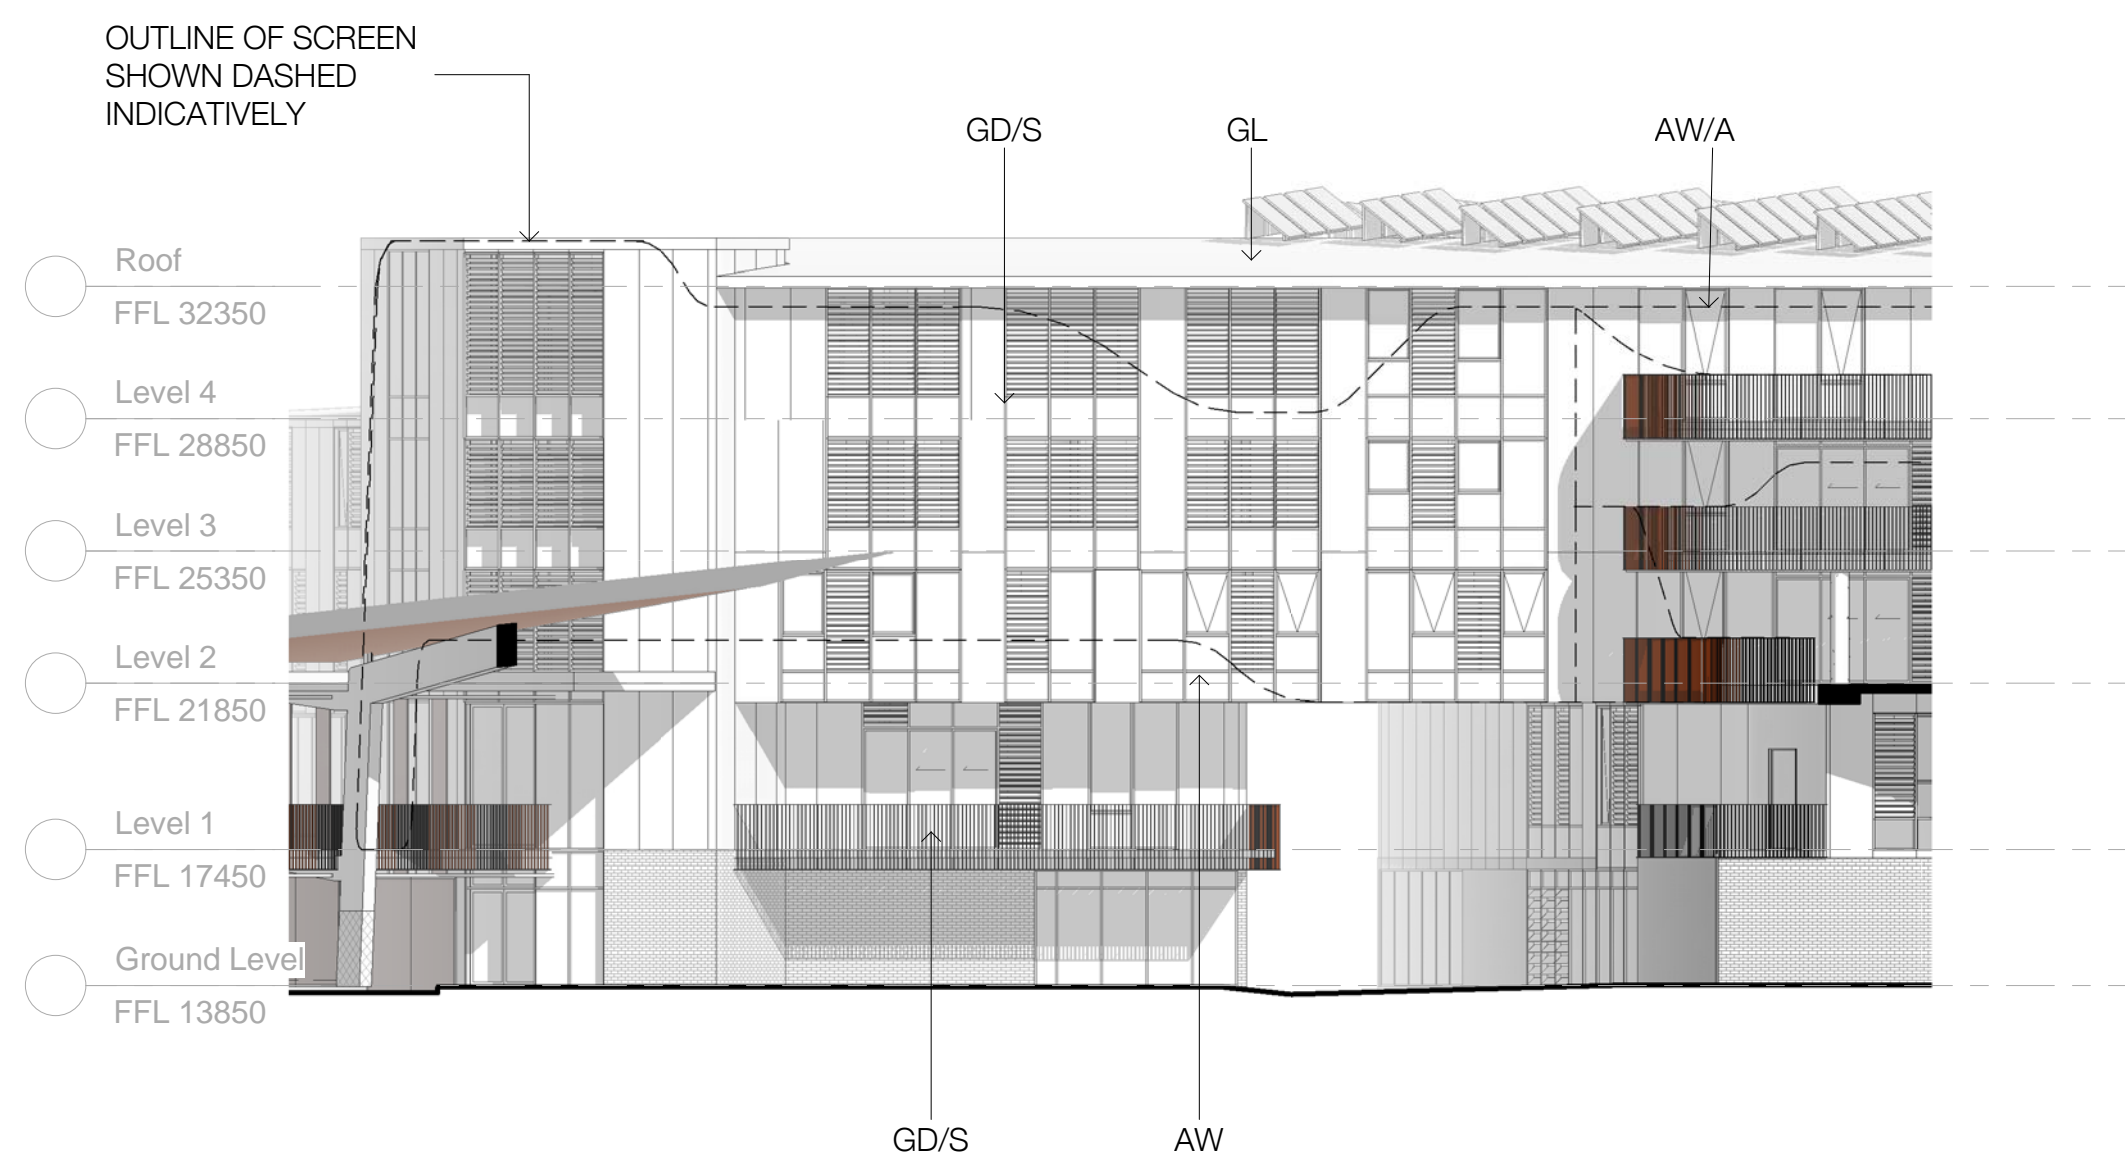 OUTLINE OF SCREEN
SHOWN DASHED
INDICATIVELY
GD/S
GL
AW/A
Roof
FFL 32350
Level 4
FFL 28850
Level 3
FFL 25350
Level 2
FFL 21850
Level 1
FFL 17450
Ground Level
FFL 13850
GD/S
AW